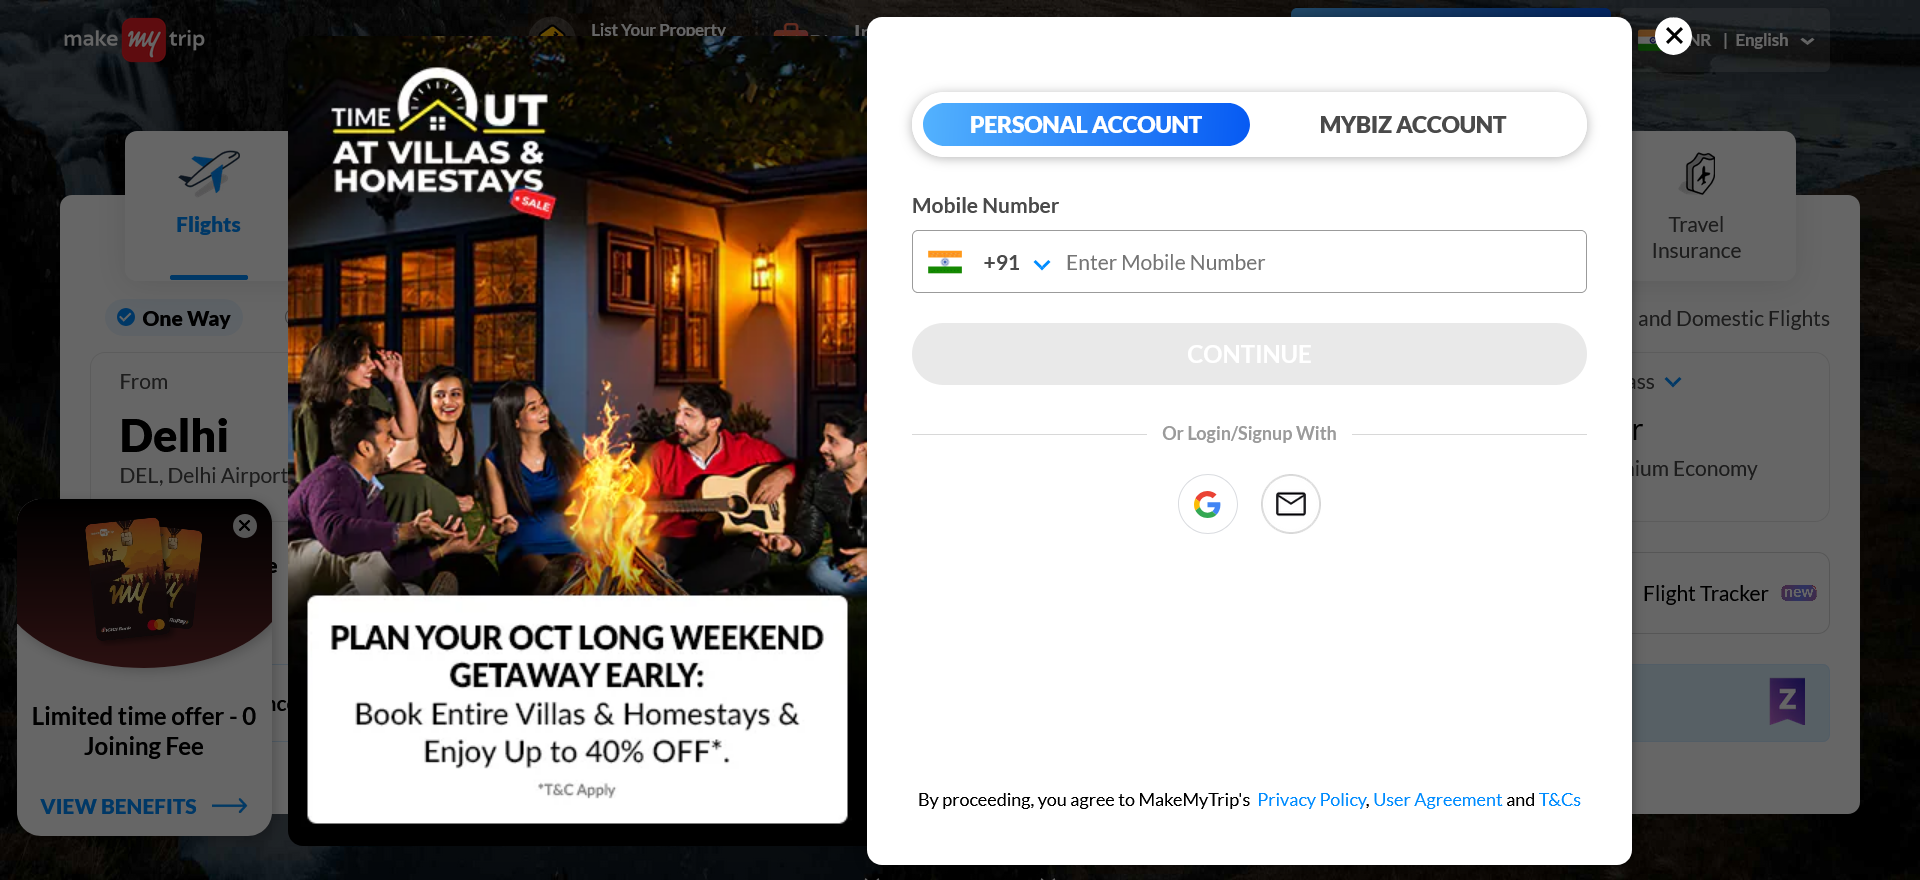 make my trip
List Your Property
INR | English
Flights
Travel
Insurance
One Way
and Domestic Flights
From
Delhi
DEL, Delhi Airport
Premium Economy
Flight Tracker new
Z
my
Limited time offer - 0
Joining Fee
VIEW BENEFITS
TIME OUT
AT VILLAS &
HOMESTAYS
SALE
PLAN YOUR OCT LONG WEEKEND
GETAWAY EARLY:
Book Entire Villas & Homestays &
Enjoy Up to 40% OFF*.
*T&C Apply
PERSONAL ACCOUNT
MYBIZ ACCOUNT
Mobile Number
+91
Enter Mobile Number
CONTINUE
Or Login/Signup With
By proceeding, you agree to MakeMyTrip's Privacy Policy, User Agreement and T&Cs